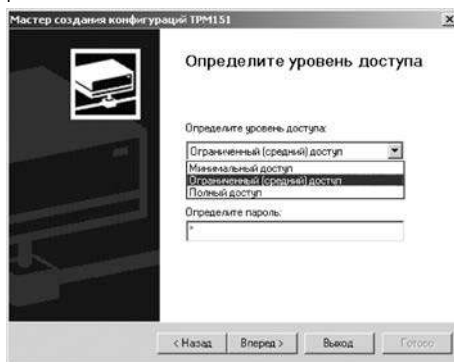 Мастер создания конфигураций ТРМ151
Определите уровень доступа
Определите уровень доступа:
Ограниченный (средний) доступ
Минимальный доступ
Ограниченный (средний) доступ
Полный доступ
Определите пароль:
*
< Назад
Вперед >
Выход
Готово